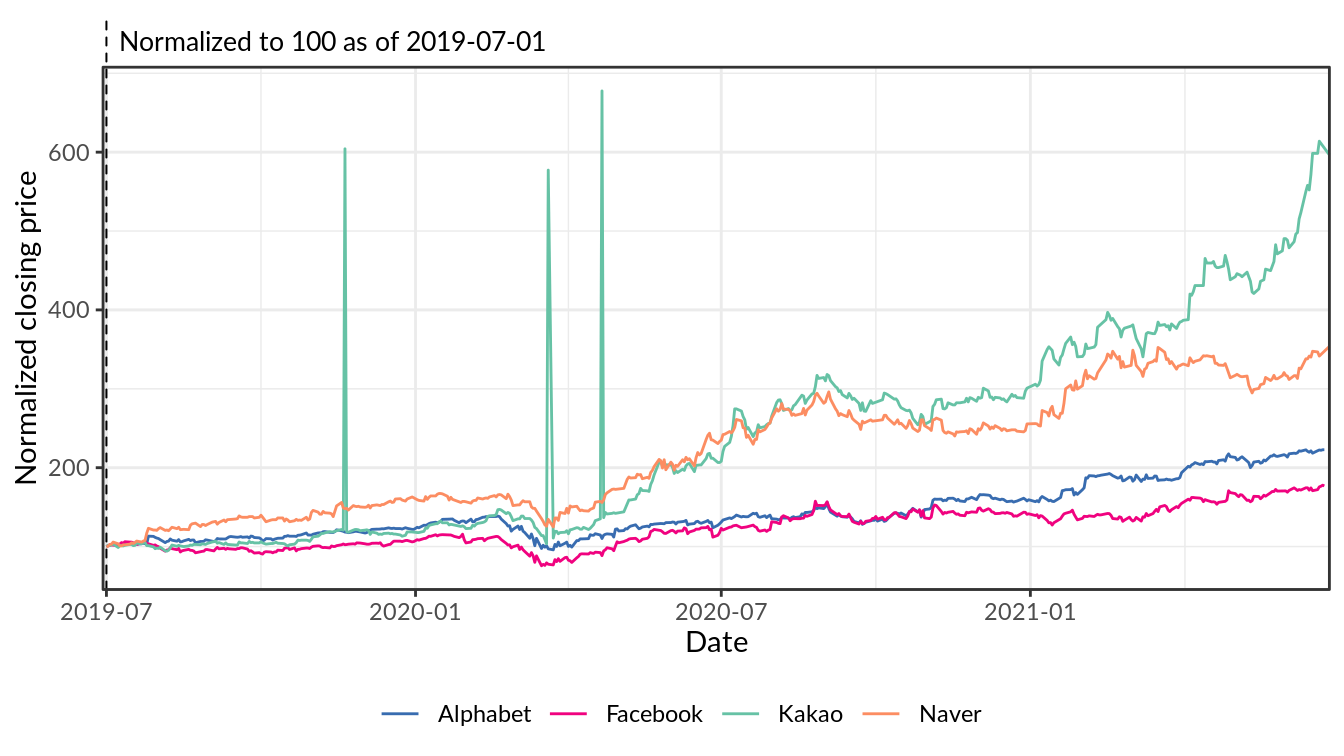 Normalized to 100 as of 2019-07-01
Normalized closing price
600
400
200
2019-07 2020-01 2020-07 2021-01
Date
Alphabet Facebook Kakao Naver